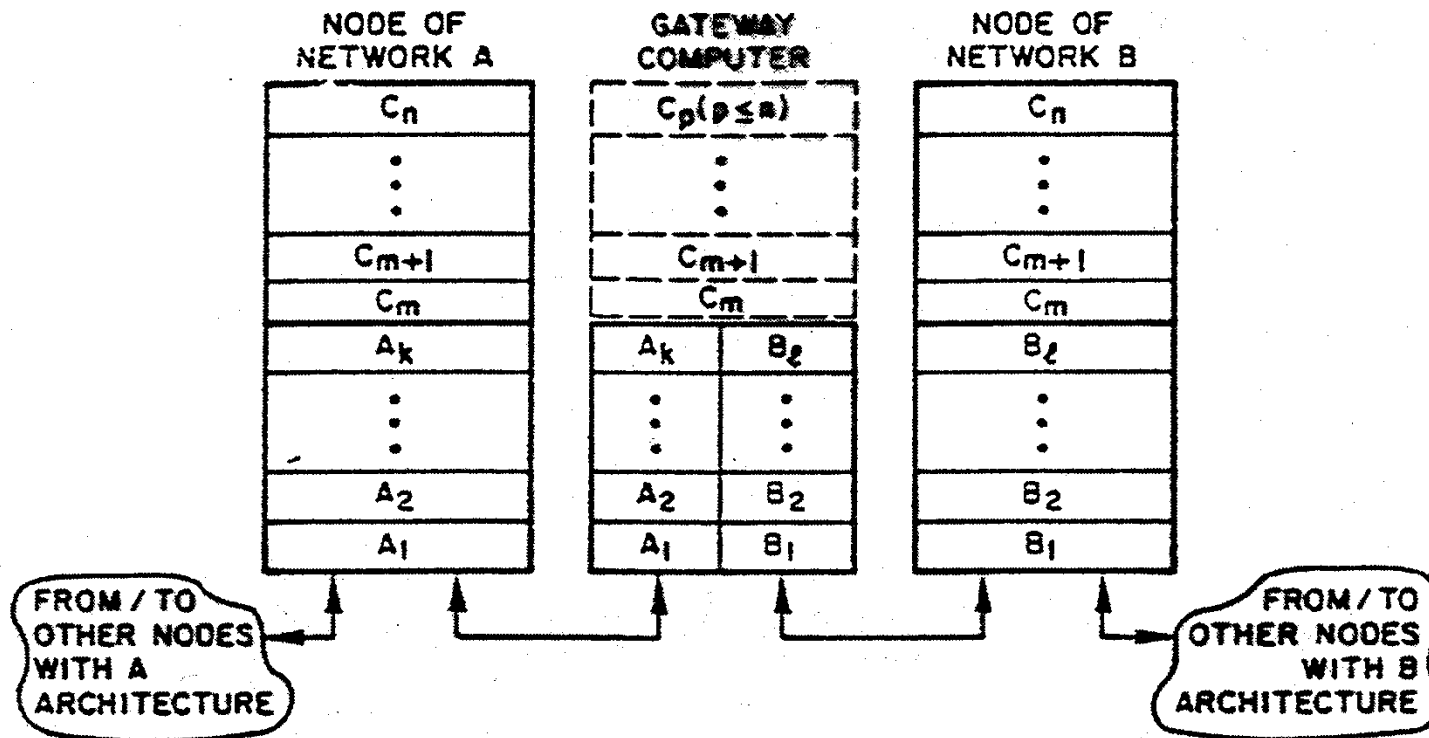 NODE OF
NETWORK A
Cn
Cm+1
Cm
Ak
A2
A1
GATEWAY
COMPUTER
Cp(p≤n)
Cm+1
Cm
Ak Bℓ
A2 B2
A1 B1
NODE OF
NETWORK B
Cn
Cm+1
Cm
Bℓ
B2
B1
FROM / TO
OTHER NODES
WITH A
ARCHITECTURE
FROM / TO
OTHER NODES
WITH B
ARCHITECTURE